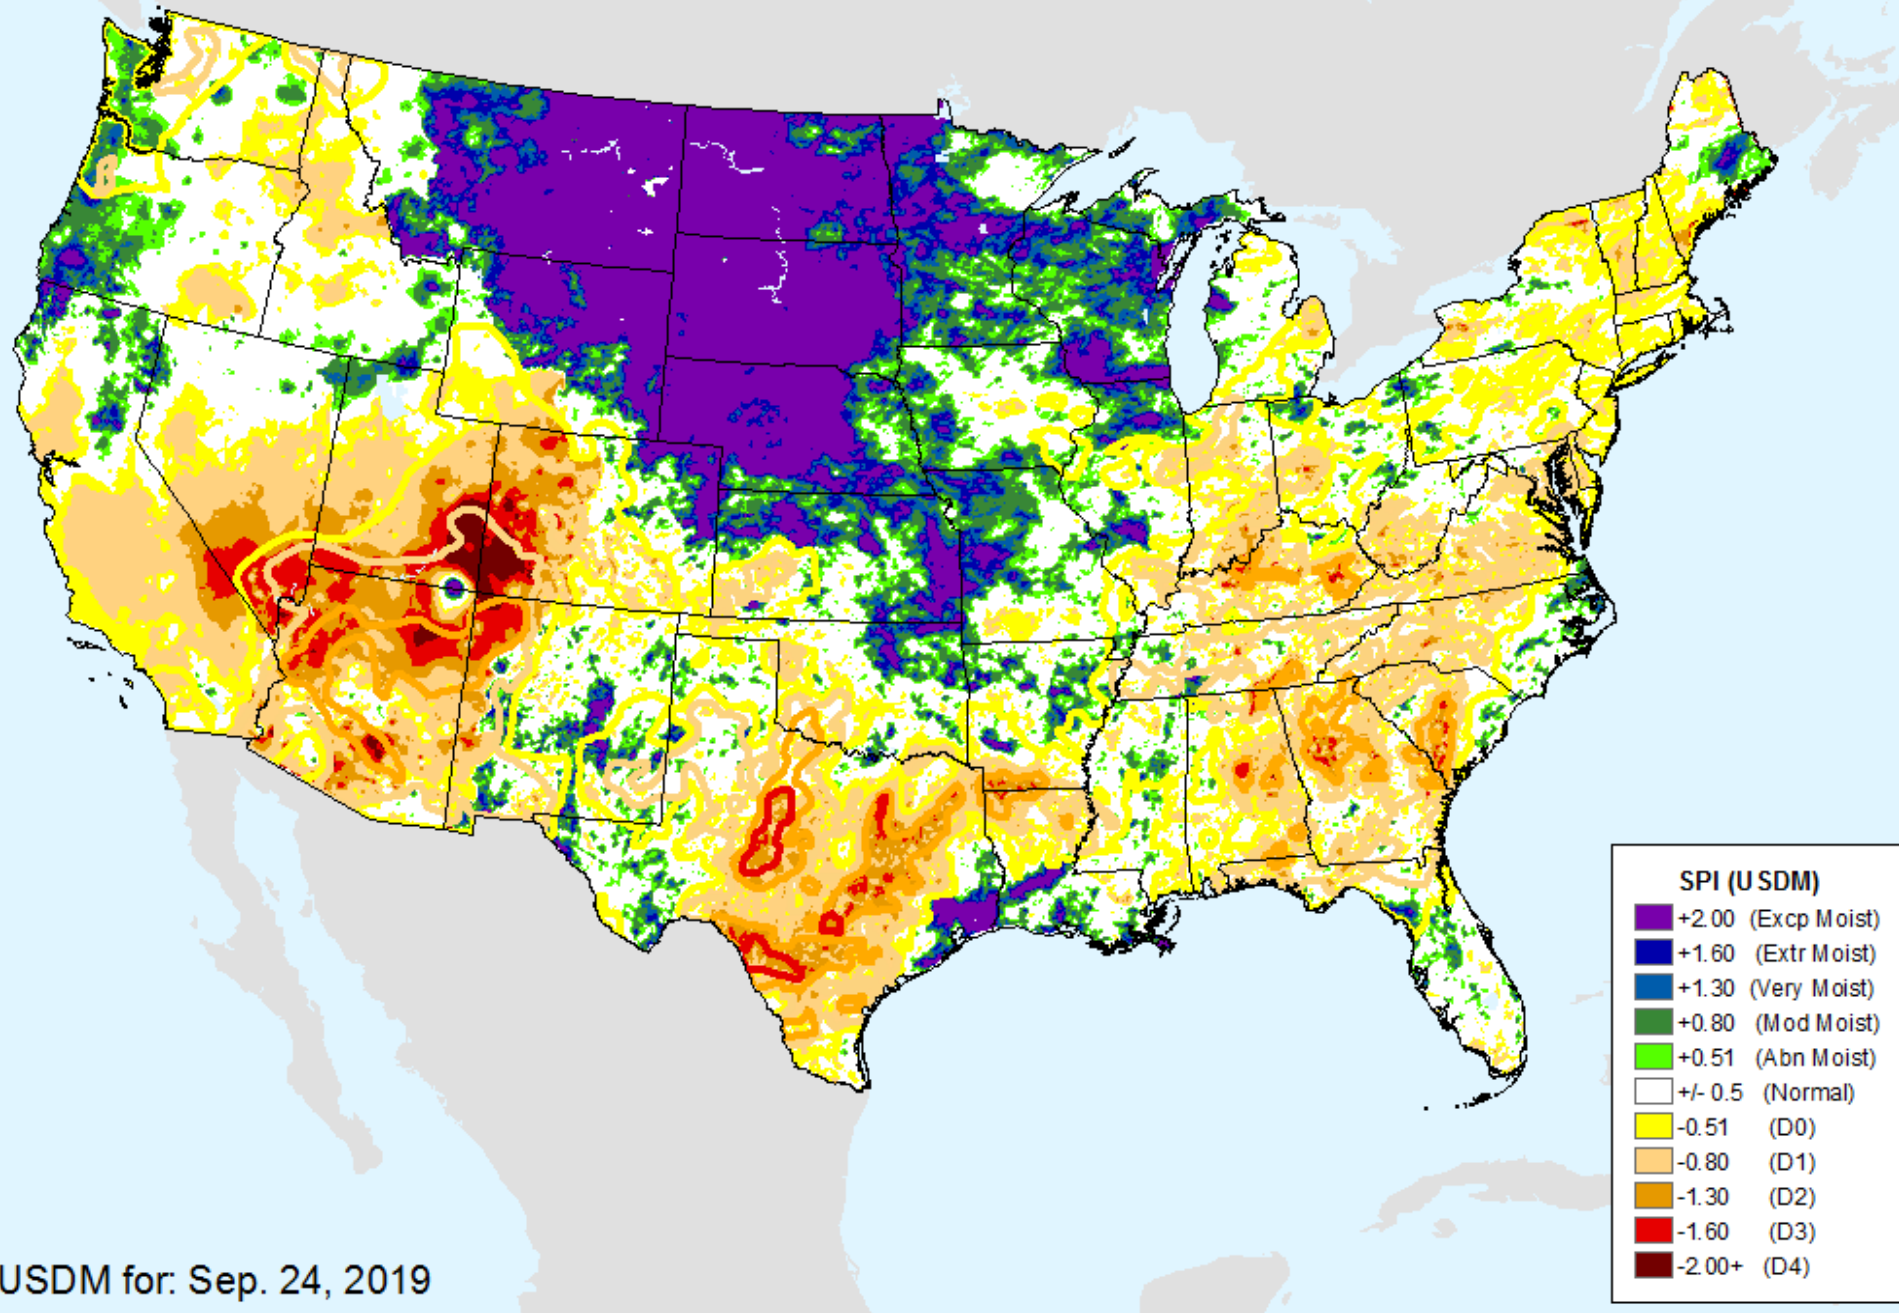 SPI (USDM)
+2.00 (Excp Moist)
+1.60 (Extr Moist)
+1.30 (Very Moist)
+0.80 (Mod Moist)
+0.51 (Abn Moist)
+/- 0.5 (Normal)
-0.51 (D0)
-0.80 (D1)
-1.30 (D2)
-1.60 (D3)
-2.00+ (D4)
USDM for: Sep. 24, 2019